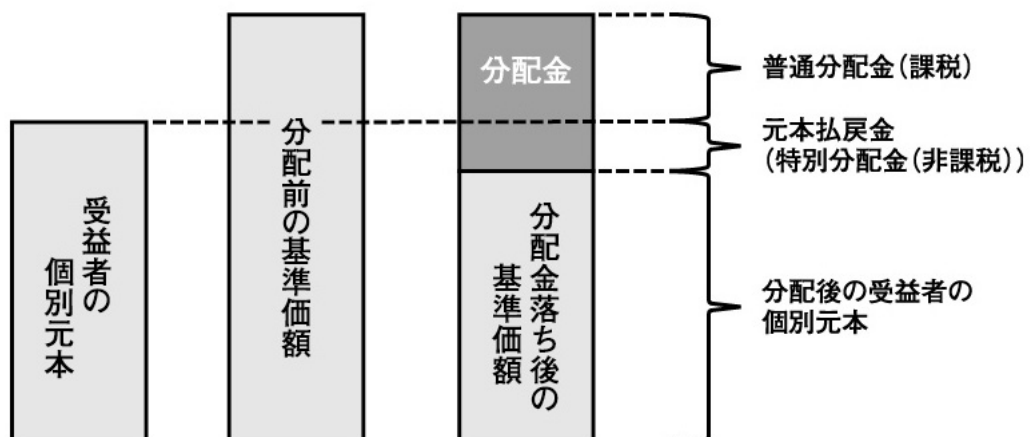 受益者の
個別元本
分配前の基準価額
分配金
分配金落ち後の
基準価額
普通分配金(課税)
元本払戻金
(特別分配金(非課税))
分配後の受益者の
個別元本